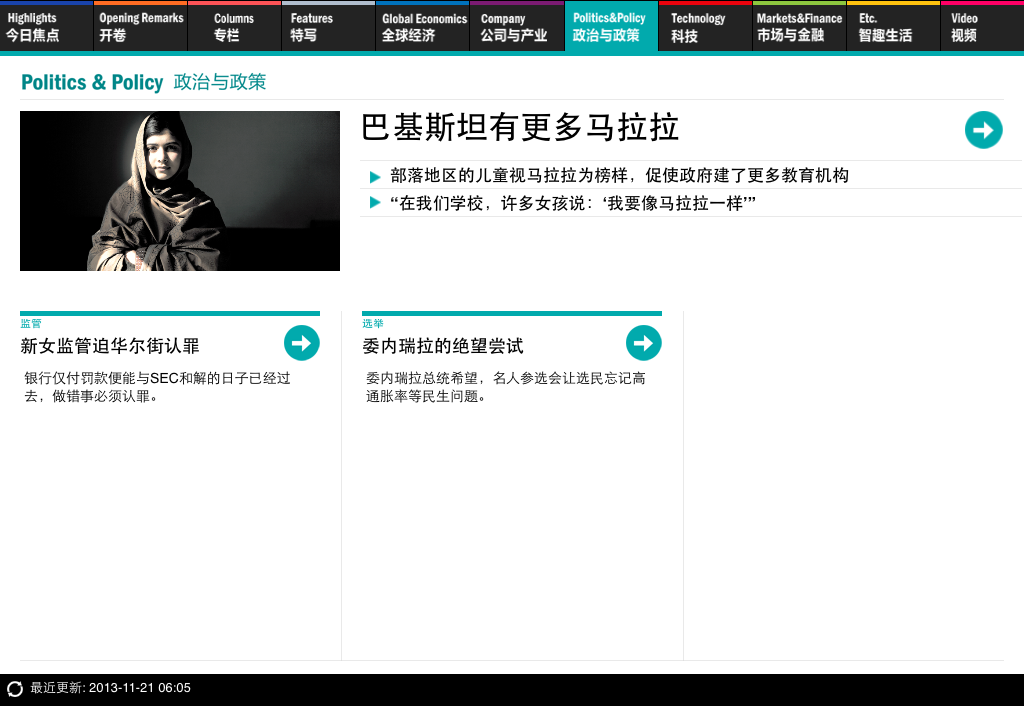 Highlights
今日焦点
Opening Remarks
开卷
Columns
专栏
Features
特写
Global Economics
全球经济
Company
公司与产业
Politics&Policy
政治与政策
Technology
科技
Markets&Finance
市场与金融
Etc.
智趣生活
Video
视频
Politics & Policy 政治与政策
巴基斯坦有更多马拉拉
部落地区的儿童视马拉拉为榜样，促使政府建了更多教育机构
“在我们学校，许多女孩说：‘我要像马拉拉一样’”
监管
新女监管迫华尔街认罪
银行仅付罚款便能与SEC和解的日子已经过
去，做错事必须认罪。
选举
委内瑞拉的绝望尝试
委内瑞拉总统希望，名人参选会让选民忘记高
通胀率等民生问题。
最近更新: 2013-11-21 06:05